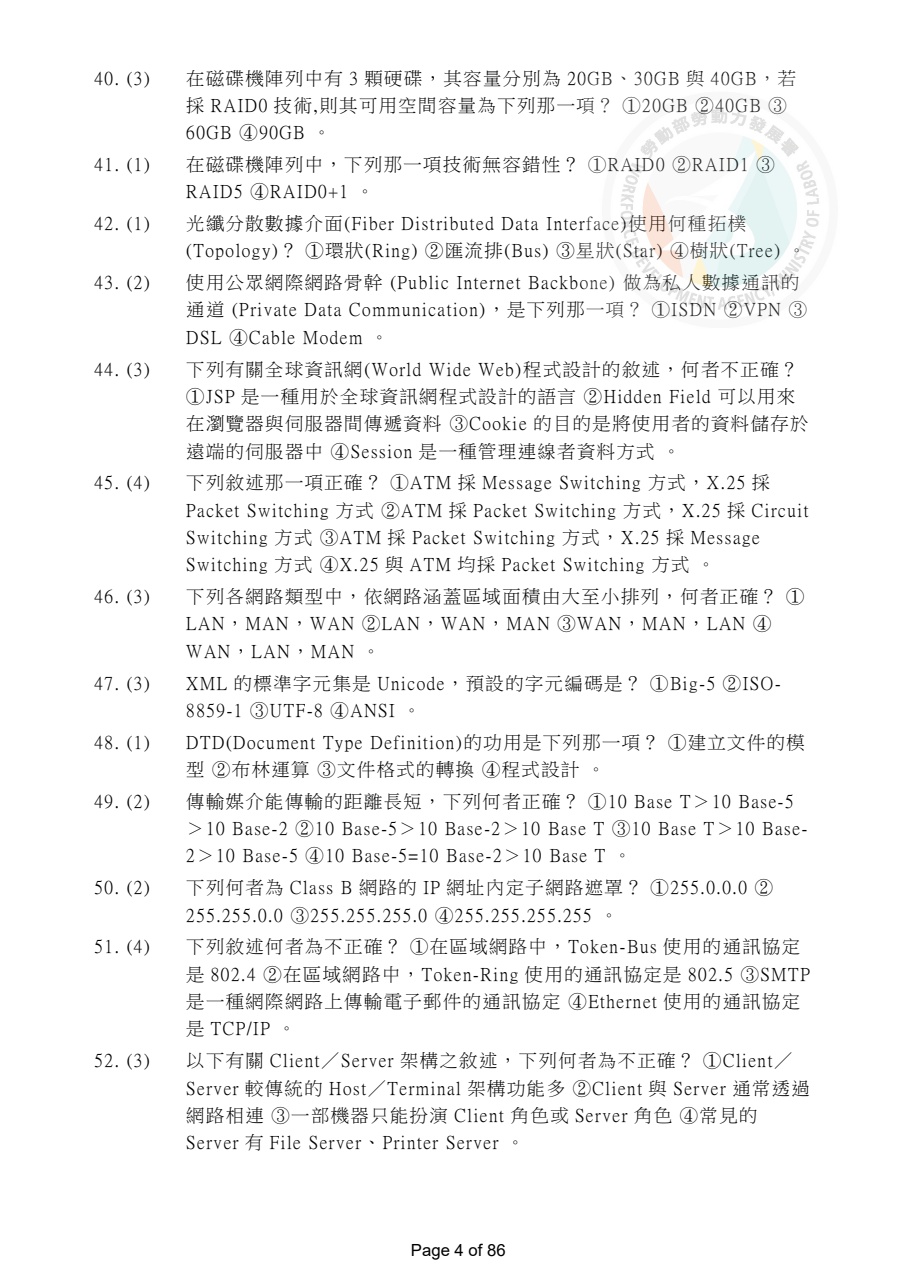 40. (3) 在磁碟機陣列中有 3 顆硬碟，其容量分別為 20GB、30GB 與 40GB，若
採 RAID0 技術,則其可用空間容量為下列那一項？ ①20GB ②40GB ③
60GB ④90GB 。
41. (1) 在磁碟機陣列中，下列那一項技術無容錯性？ ①RAID0 ②RAID1 ③
RAID5 ④RAID0+1 。
42. (1) 光纖分散數據介面(Fiber Distributed Data Interface)使用何種拓樸
(Topology)？ ①環狀(Ring) ②匯流排(Bus) ③星狀(Star) ④樹狀(Tree) 。
43. (2) 使用公眾網際網路骨幹 (Public Internet Backbone) 做為私人數據通訊的
通道 (Private Data Communication)，是下列那一項？ ①ISDN ②VPN ③
DSL ④Cable Modem 。
44. (3) 下列有關全球資訊網(World Wide Web)程式設計的敘述，何者不正確？
①JSP 是一種用於全球資訊網程式設計的語言 ②Hidden Field 可以用來
在瀏覽器與伺服器間傳遞資料 ③Cookie 的目的是將使用者的資料儲存於
遠端的伺服器中 ④Session 是一種管理連線者資料方式 。
45. (4) 下列敘述那一項正確？ ①ATM 採 Message Switching 方式，X.25 採
Packet Switching 方式 ②ATM 採 Packet Switching 方式，X.25 採 Circuit
Switching 方式 ③ATM 採 Packet Switching 方式，X.25 採 Message
Switching 方式 ④X.25 與 ATM 均採 Packet Switching 方式 。
46. (3) 下列各網路類型中，依網路涵蓋區域面積由大至小排列，何者正確？ ①
LAN，MAN，WAN ②LAN，WAN，MAN ③WAN，MAN，LAN ④
WAN，LAN，MAN 。
47. (3) XML 的標準字元集是 Unicode，預設的字元編碼是？ ①Big-5 ②ISO-
8859-1 ③UTF-8 ④ANSI 。
48. (1) DTD(Document Type Definition)的功用是下列那一項？ ①建立文件的模
型 ②布林運算 ③文件格式的轉換 ④程式設計 。
49. (2) 傳輸媒介能傳輸的距離長短，下列何者正確？ ①10 Base T＞10 Base-5
＞10 Base-2 ②10 Base-5＞10 Base-2＞10 Base T ③10 Base T＞10 Base-
2＞10 Base-5 ④10 Base-5=10 Base-2＞10 Base T 。
50. (2) 下列何者為 Class B 網路的 IP 網址內定子網路遮罩？ ①255.0.0.0 ②
255.255.0.0 ③255.255.255.0 ④255.255.255.255 。
51. (4) 下列敘述何者為不正確？ ①在區域網路中，Token-Bus 使用的通訊協定
是 802.4 ②在區域網路中，Token-Ring 使用的通訊協定是 802.5 ③SMTP
是一種網際網路上傳輸電子郵件的通訊協定 ④Ethernet 使用的通訊協定
是 TCP/IP 。
52. (3) 以下有關 Client／Server 架構之敘述，下列何者為不正確？ ①Client／
Server 較傳統的 Host／Terminal 架構功能多 ②Client 與 Server 通常透過
網路相連 ③一部機器只能扮演 Client 角色或 Server 角色 ④常見的
Server 有 File Server、Printer Server 。
勞動部勞動力發展署
WORKFORCE DEVELOPMENT AGENCY, MINISTRY OF LABOR
Page 4 of 86